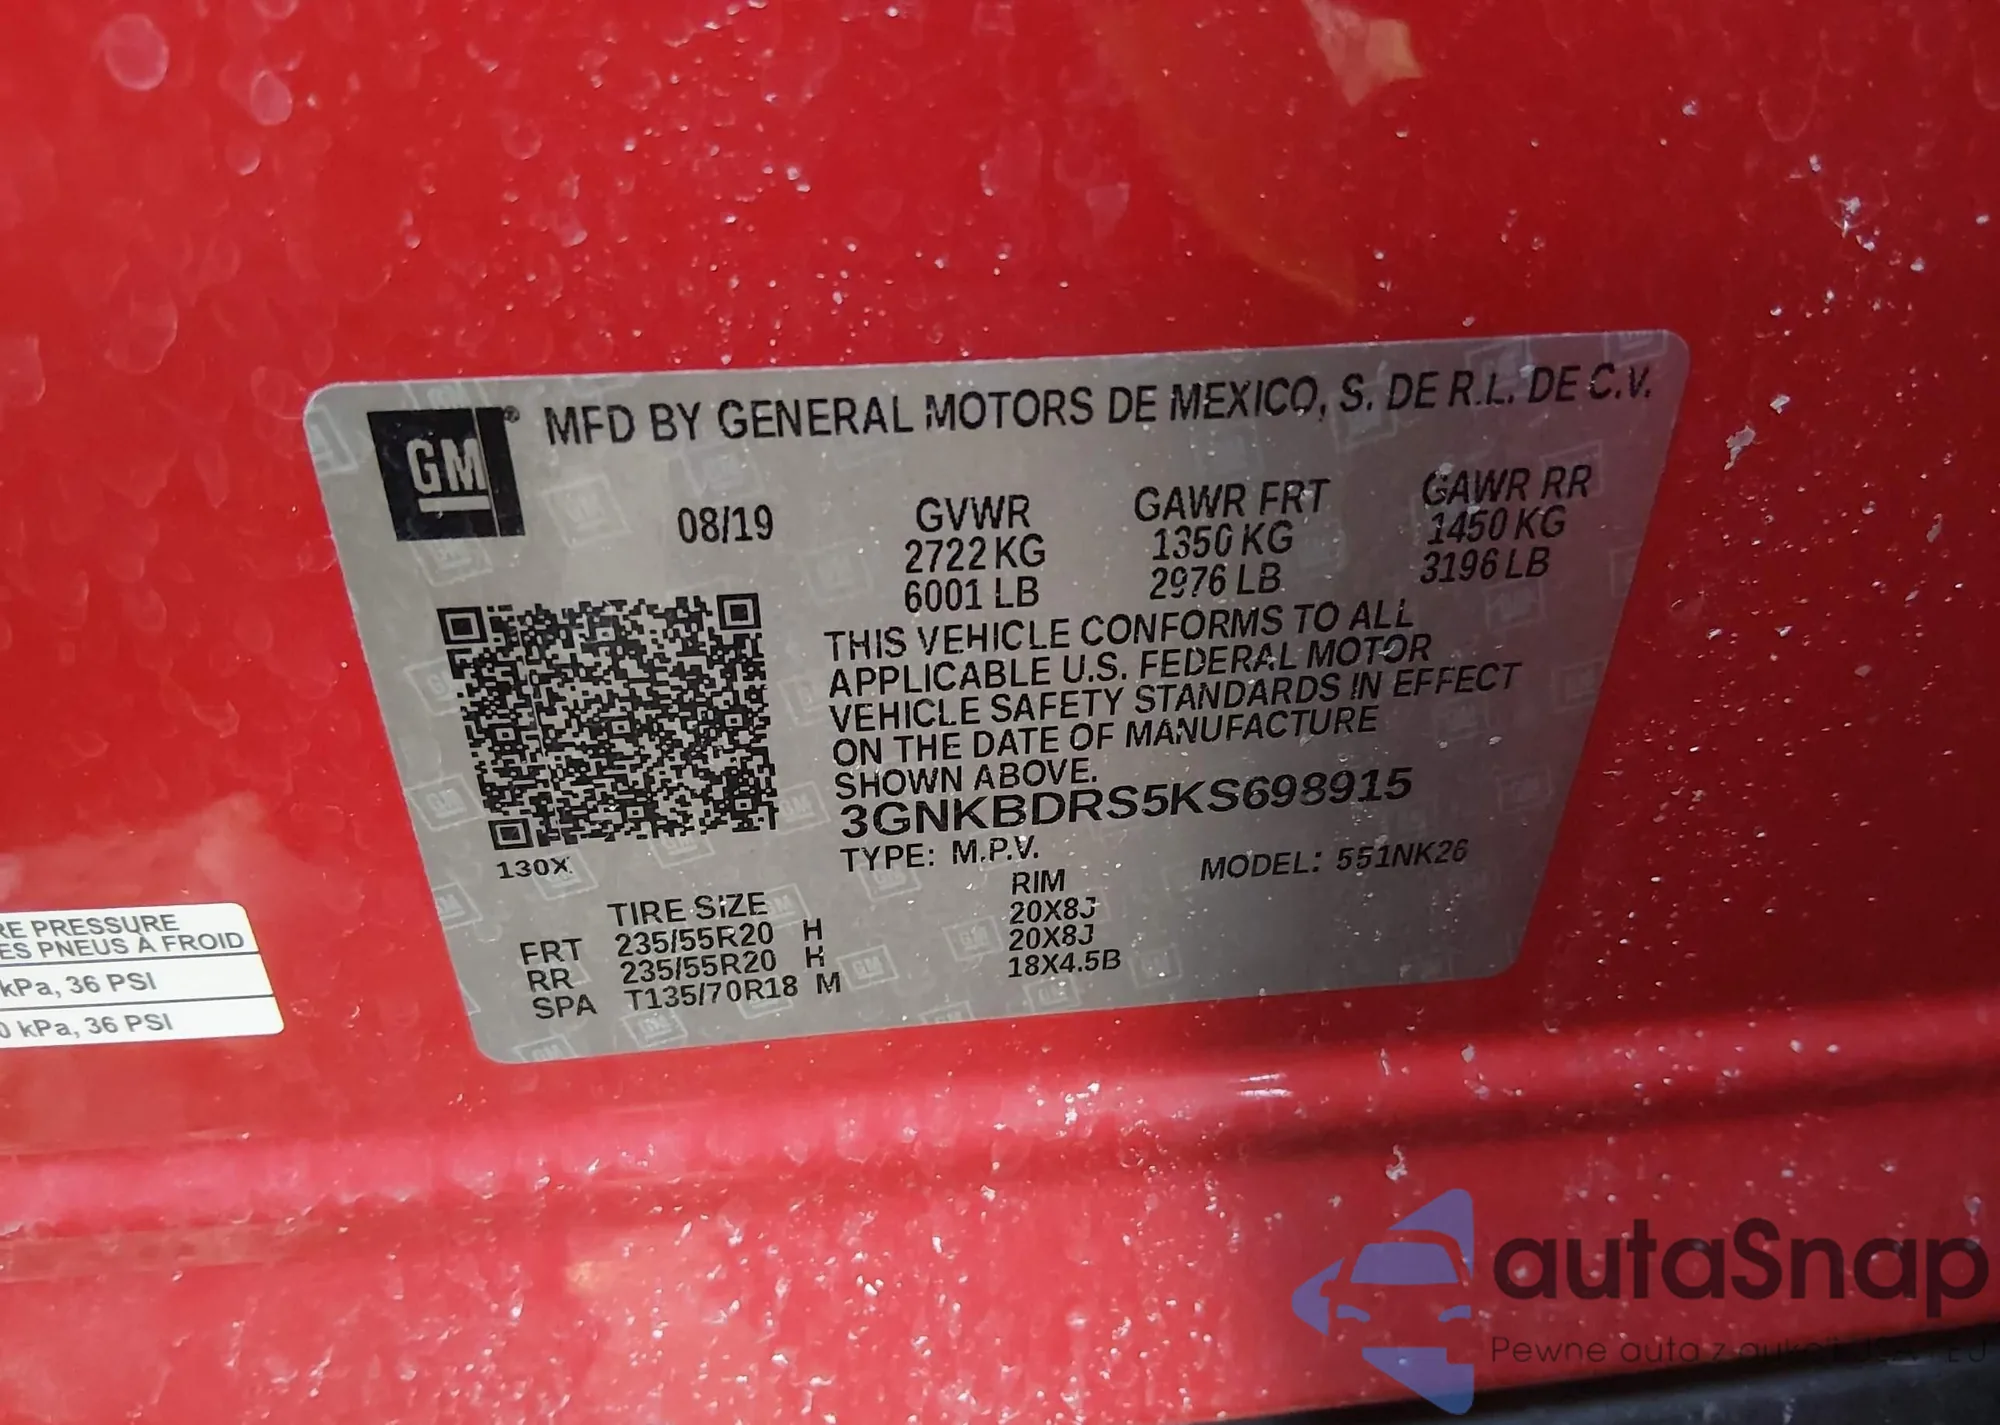 GM
® MFD BY GENERAL MOTORS DE MEXICO, S. DE R.L. DE C.V.
08/19 GVWR GAWR FRT GAWR RR
2722 KG 1350 KG 1450 KG
6001 LB 2976 LB 3196 LB
THIS VEHICLE CONFORMS TO ALL
APPLICABLE U.S. FEDERAL MOTOR
VEHICLE SAFETY STANDARDS IN EFFECT
ON THE DATE OF MANUFACTURE
SHOWN ABOVE.
3GNKBDRS5KS698915
130X
TYPE: M.P.V. MODEL: 551NK26
TIRE SIZE RIM
FRT 235/55R20 H 20X8J
RR 235/55R20 H 20X8J
SPA T135/70R18 M 18X4.5B
RE PRESSURE
ES PNEUS À FROID
kPa, 36 PSI
0 kPa, 36 PSI
autaSnap
Pewne auta z